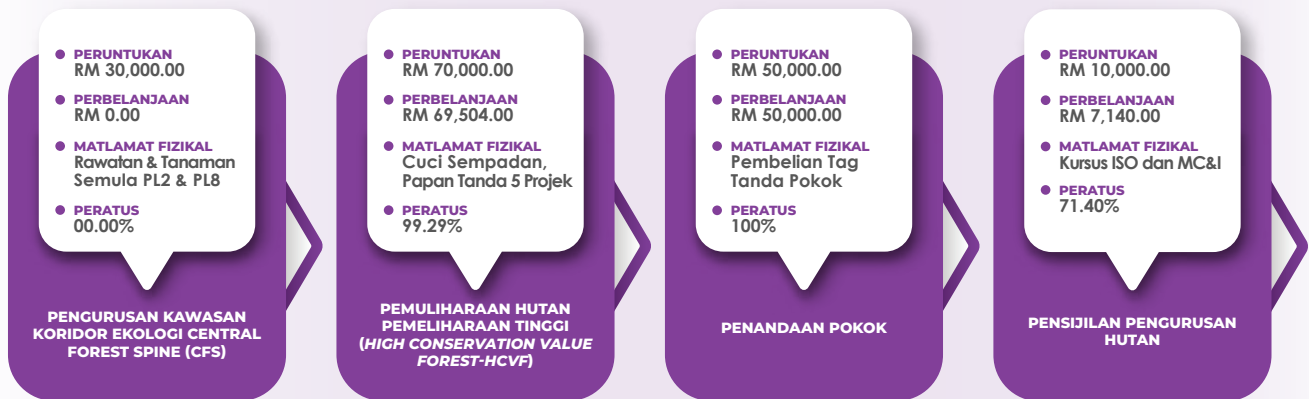 PERUNTUKAN
RM 30,000.00
PERBELANJAAN
RM 0.00
MATLAMAT FIZIKAL
Rawatan & Tanaman
Semula PL2 & PL8
PERATUS
00.00%
PENGURUSAN KAWASAN
KORIDOR EKOLOGI CENTRAL
FOREST SPINE (CFS)
PERUNTUKAN
RM 70,000.00
PERBELANJAAN
RM 69,504.00
MATLAMAT FIZIKAL
Cuci Sempadan,
Papan Tanda 5 Projek
PERATUS
99.29%
PEMULIHARAAN HUTAN
PEMELIHARAAN TINGGI
(HIGH CONSERVATION VALUE
FOREST-HCVF)
PERUNTUKAN
RM 50,000.00
PERBELANJAAN
RM 50,000.00
MATLAMAT FIZIKAL
Pembelian Tag
Tanda Pokok
PERATUS
100%
PENANDAAN POKOK
PERUNTUKAN
RM 10,000.00
PERBELANJAAN
RM 7,140.00
MATLAMAT FIZIKAL
Kursus ISO dan MC&I
PERATUS
71.40%
PENSIJILAN PENGURUSAN
HUTAN